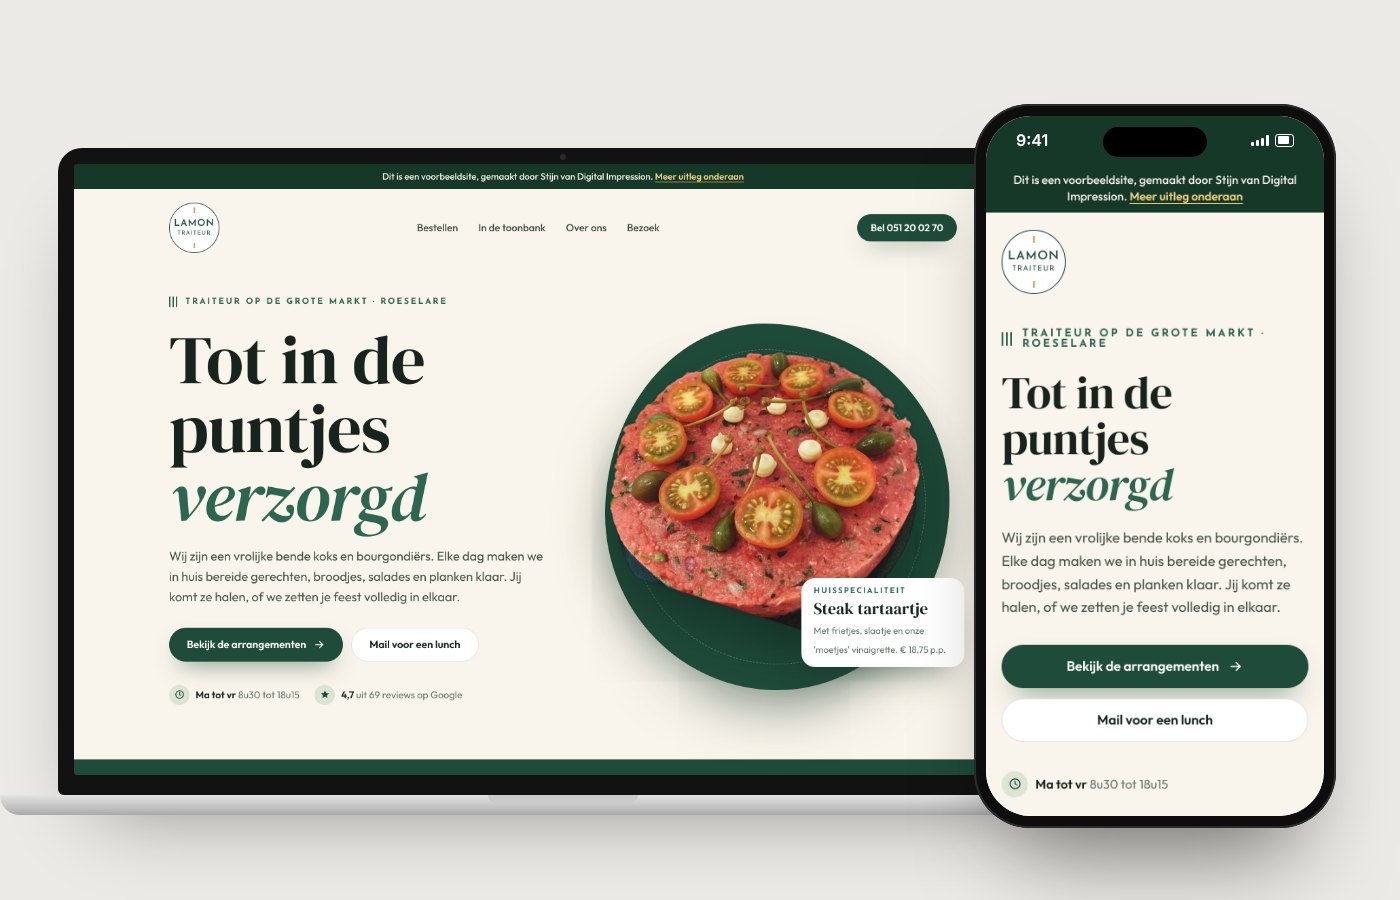 Dit is een voorbeeldsite, gemaakt door Stijn van Digital Impression. Meer uitleg onderaan
LAMON
TRAITEUR
Bestellen
In de toonbank
Over ons
Bezoek
Bel 051 20 02 70
TRAITEUR OP DE GROTE MARKT · ROESELARE
Tot in de
puntjes
verzorgd
Wij zijn een vrolijke bende koks en bourgondiërs. Elke dag maken we
in huis bereide gerechten, broodjes, salades en planken klaar. Jij
komt ze halen, of we zetten je feest volledig in elkaar.
Bekijk de arrangementen →
Mail voor een lunch
Ma tot vr 8u30 tot 18u15
4,7 uit 69 reviews op Google
HUISSPECIALITEIT
Steak tartaartje
Met frietjes, slaatje en onze
'moetjes' vinaigrette. € 18,75 p.p.
9:41
Dit is een voorbeeldsite, gemaakt door Stijn van Digital
Impression. Meer uitleg onderaan
LAMON
TRAITEUR
TRAITEUR OP DE GROTE MARKT ·
ROESELARE
Tot in de
puntjes
verzorgd
Wij zijn een vrolijke bende koks en bourgondiërs.
Elke dag maken we in huis bereide gerechten,
broodjes, salades en planken klaar. Jij komt ze
halen, of we zetten je feest volledig in elkaar.
Bekijk de arrangementen →
Mail voor een lunch
Ma tot vr 8u30 tot 18u15